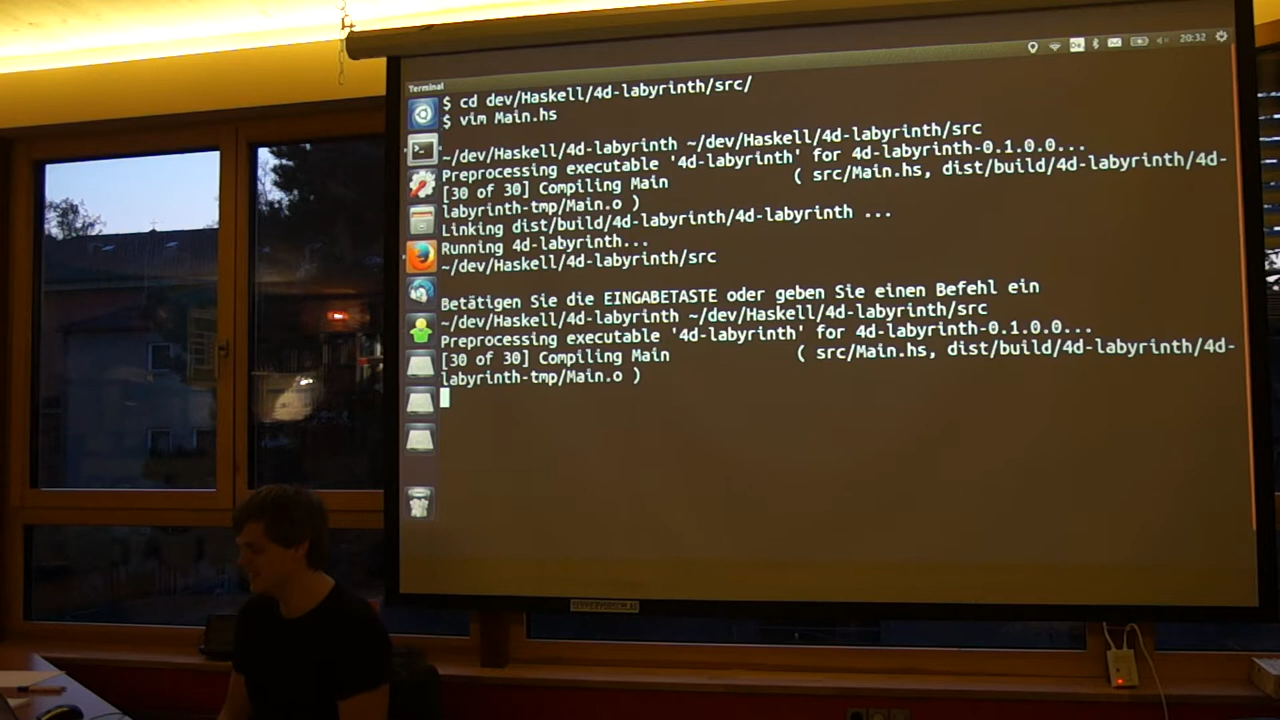 Terminal
De
20:32
$ cd dev/Haskell/4d-labyrinth/src/
$ vim Main.hs
~/dev/Haskell/4d-labyrinth ~/dev/Haskell/4d-labyrinth/src
Preprocessing executable '4d-labyrinth' for 4d-labyrinth-0.1.0.0...
[30 of 30] Compiling Main ( src/Main.hs, dist/build/4d-labyrinth/4d-
labyrinth-tmp/Main.o )
Linking dist/build/4d-labyrinth/4d-labyrinth ...
Running 4d-labyrinth...
~/dev/Haskell/4d-labyrinth/src
Betätigen Sie die EINGABETASTE oder geben Sie einen Befehl ein
~/dev/Haskell/4d-labyrinth ~/dev/Haskell/4d-labyrinth/src
Preprocessing executable '4d-labyrinth' for 4d-labyrinth-0.1.0.0...
[30 of 30] Compiling Main ( src/Main.hs, dist/build/4d-labyrinth/4d-
labyrinth-tmp/Main.o )
SERVIERVORSCHLAG